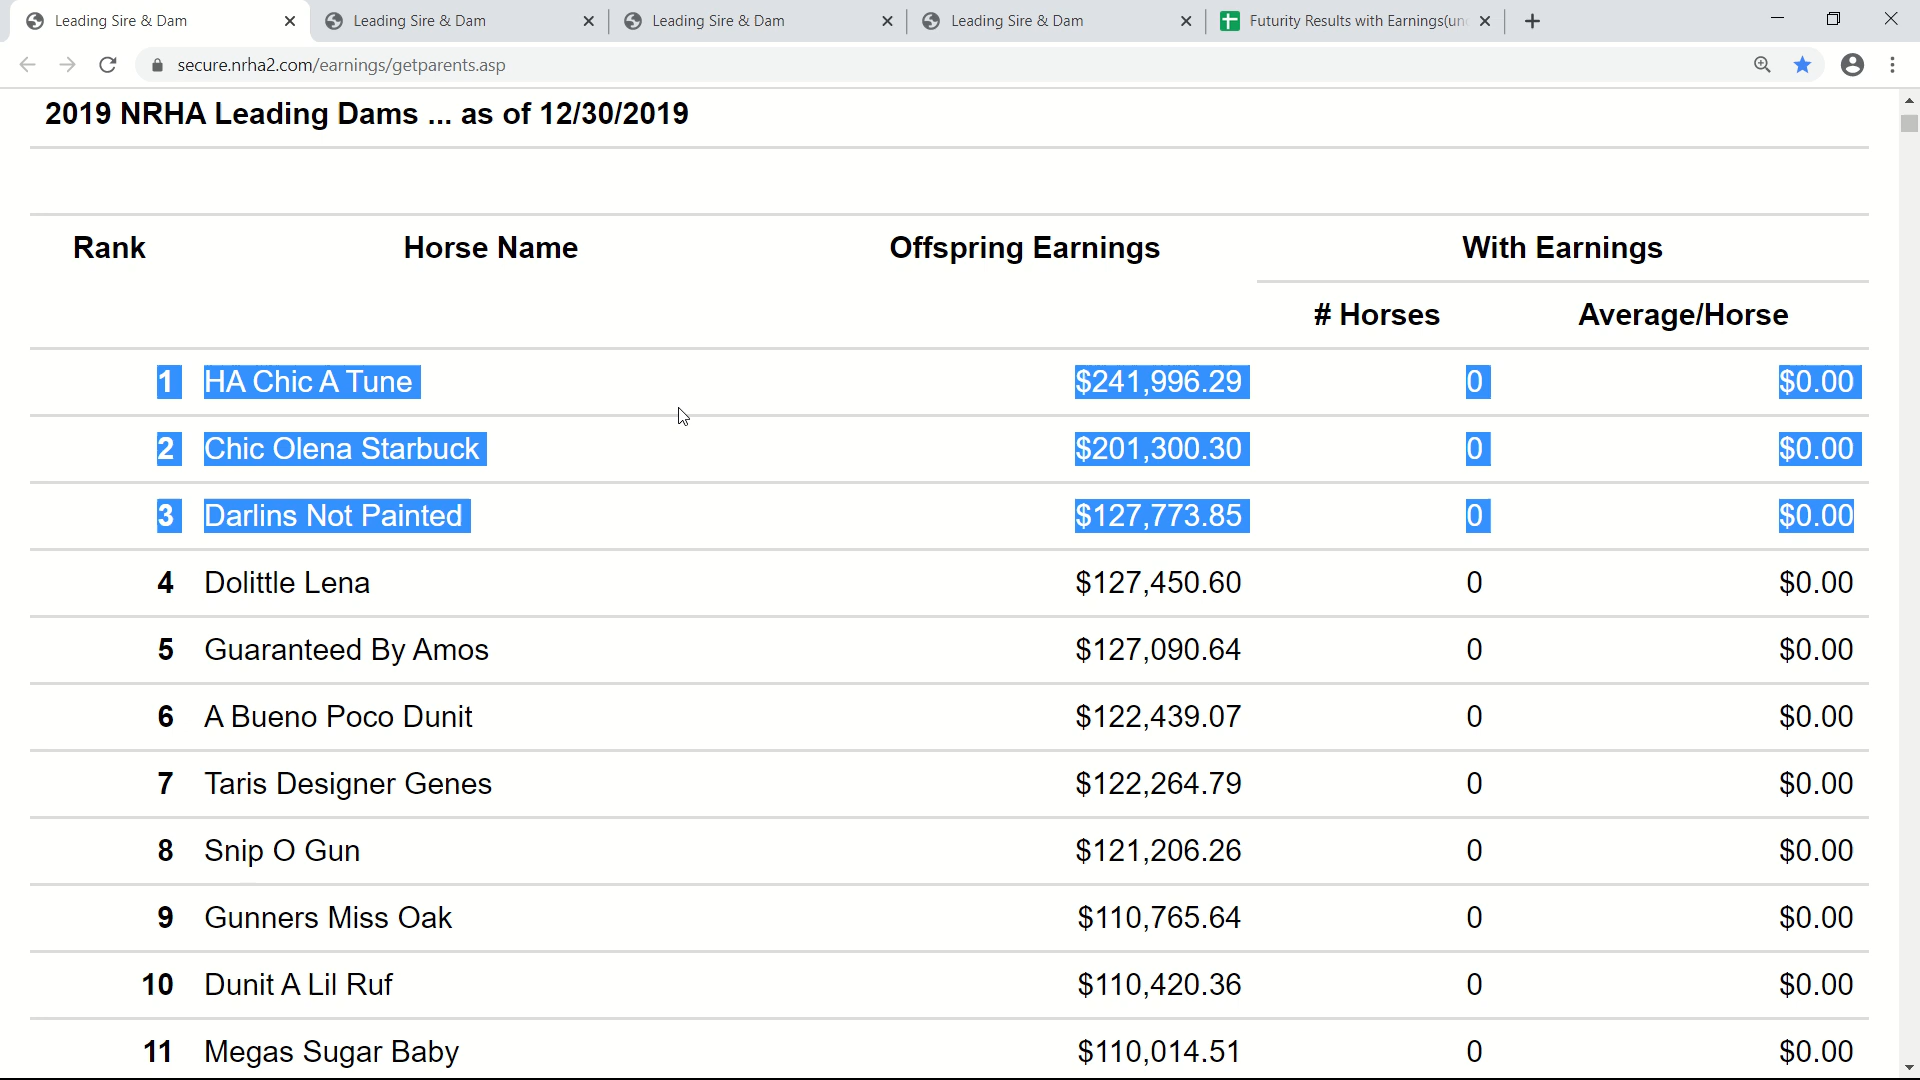 Leading Sire & Dam
Leading Sire & Dam
Leading Sire & Dam
Leading Sire & Dam
Futurity Results with Earnings(un
secure.nrha2.com/earnings/getparents.asp
2019 NRHA Leading Dams ... as of 12/30/2019
Rank Horse Name Offspring Earnings With Earnings
# Horses Average/Horse
1 HA Chic A Tune $241,996.29 0 $0.00
2 Chic Olena Starbuck $201,300.30 0 $0.00
3 Darlins Not Painted $127,773.85 0 $0.00
4 Dolittle Lena $127,450.60 0 $0.00
5 Guaranteed By Amos $127,090.64 0 $0.00
6 A Bueno Poco Dunit $122,439.07 0 $0.00
7 Taris Designer Genes $122,264.79 0 $0.00
8 Snip O Gun $121,206.26 0 $0.00
9 Gunners Miss Oak $110,765.64 0 $0.00
10 Dunit A Lil Ruf $110,420.36 0 $0.00
11 Megas Sugar Baby $110,014.51 0 $0.00